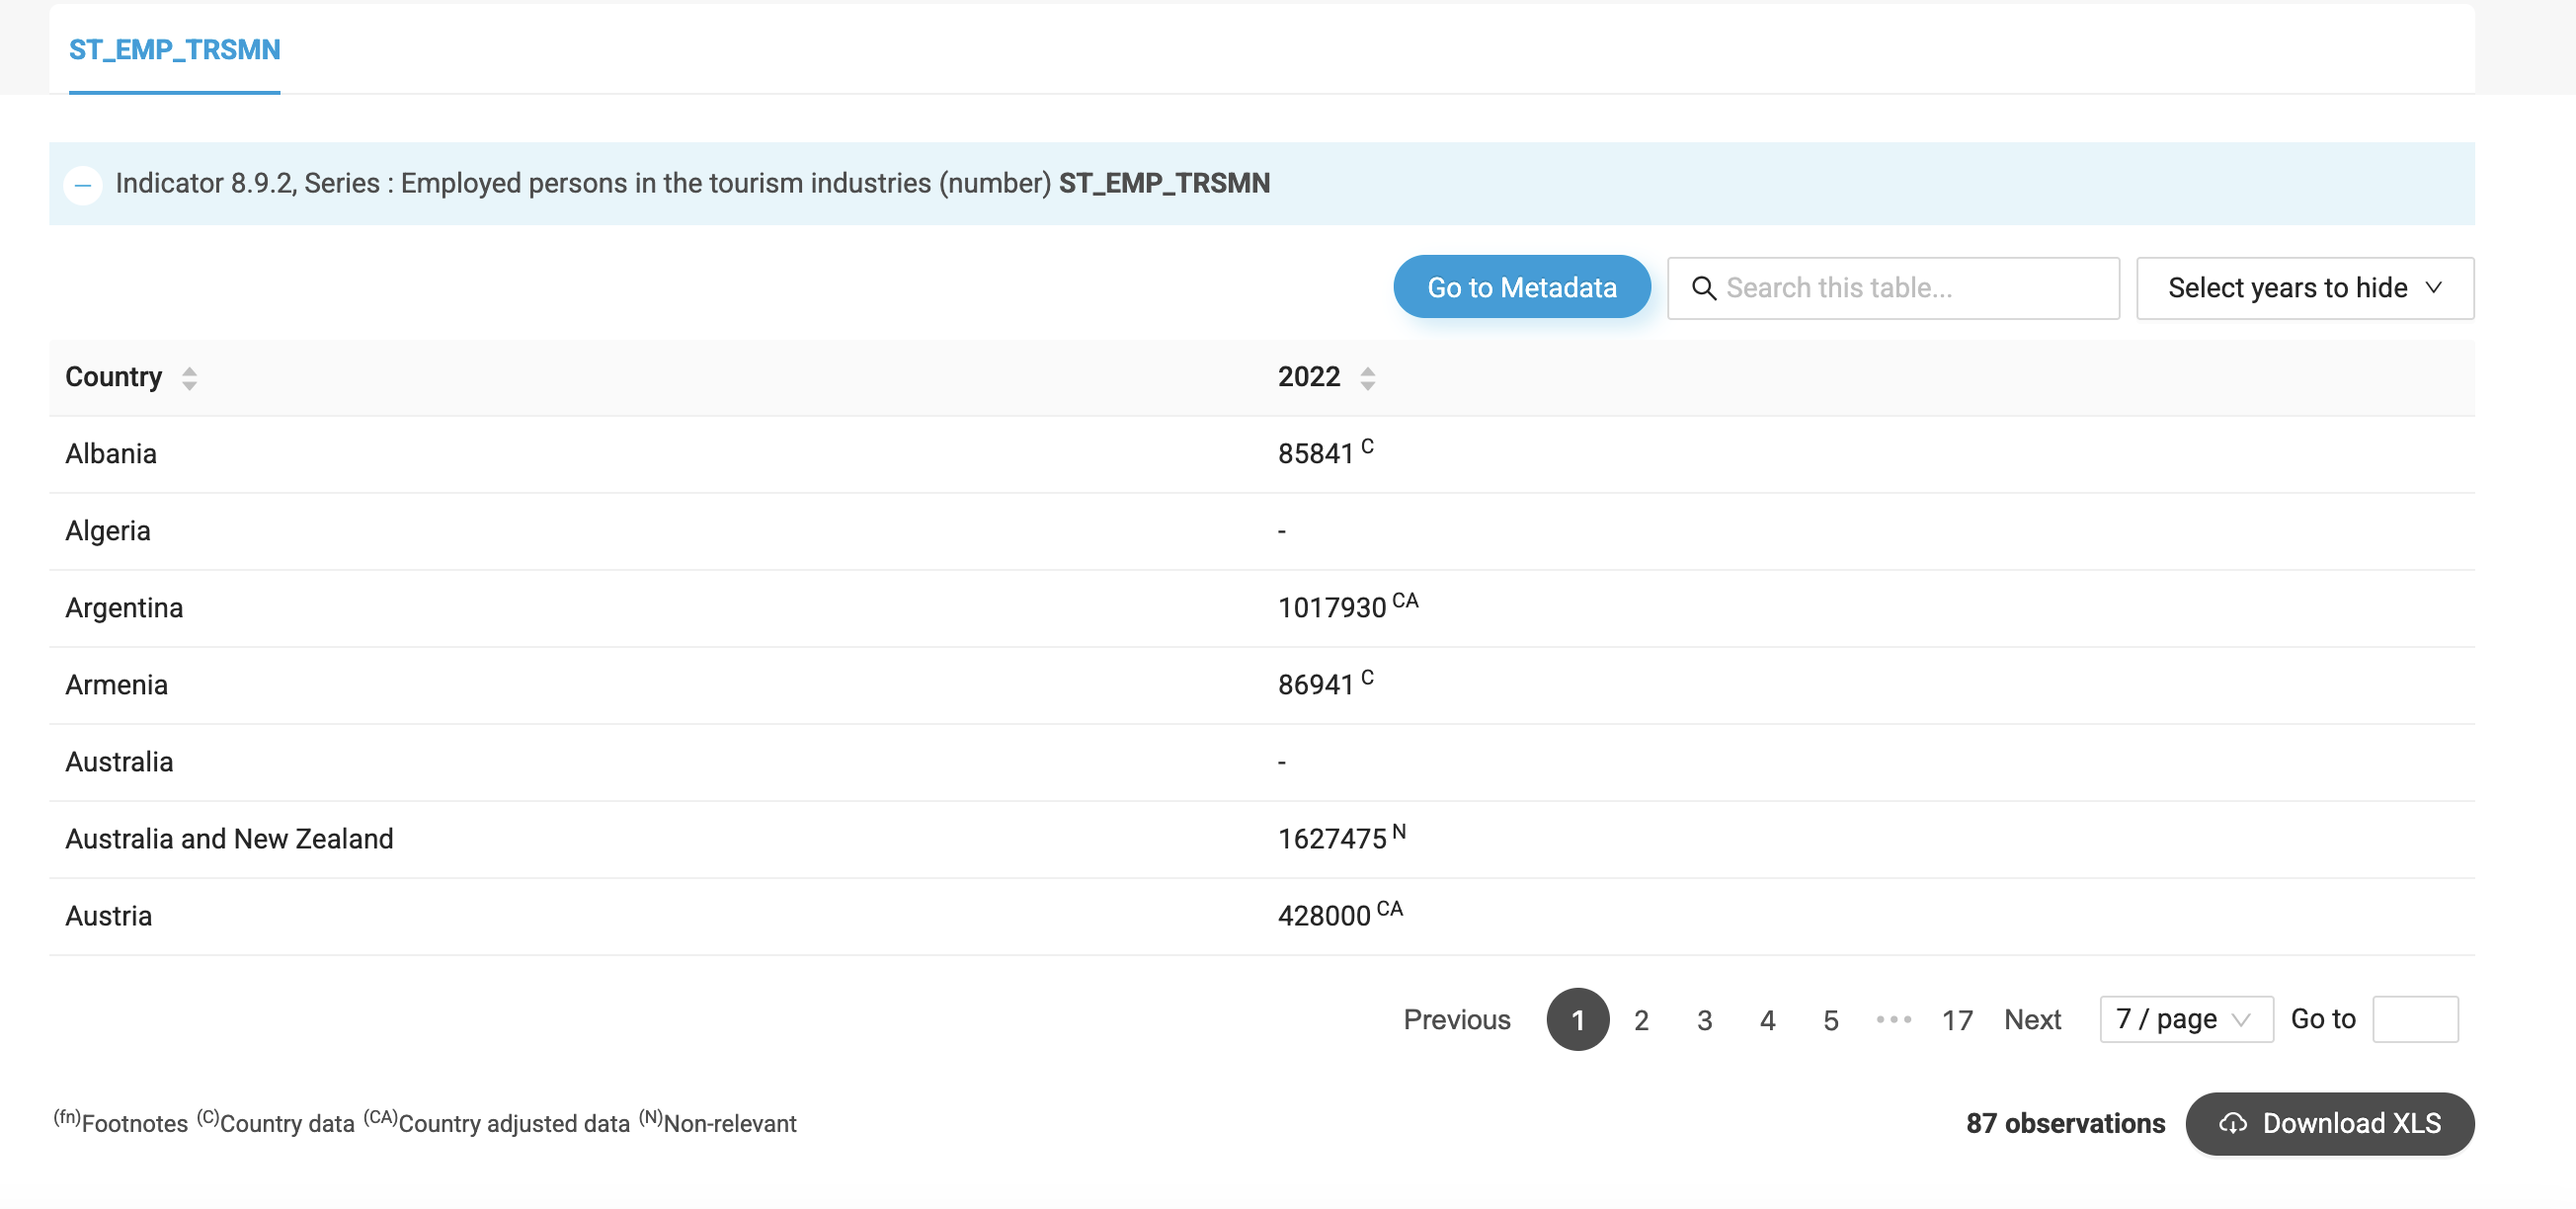 ST_EMP_TRSMN
Indicator 8.9.2, Series : Employed persons in the tourism industries (number) ST_EMP_TRSMN
Go to Metadata Search this table... Select years to hide
Country 2022
Albania 85841 C
Algeria -
Argentina 1017930 CA
Armenia 86941 C
Australia -
Australia and New Zealand 1627475 N
Austria 428000 CA
Previous 1 2 3 4 5 ••• 17 Next 7 / page Go to
(fn)Footnotes (C)Country data (CA)Country adjusted data (N)Non-relevant 87 observations Download XLS